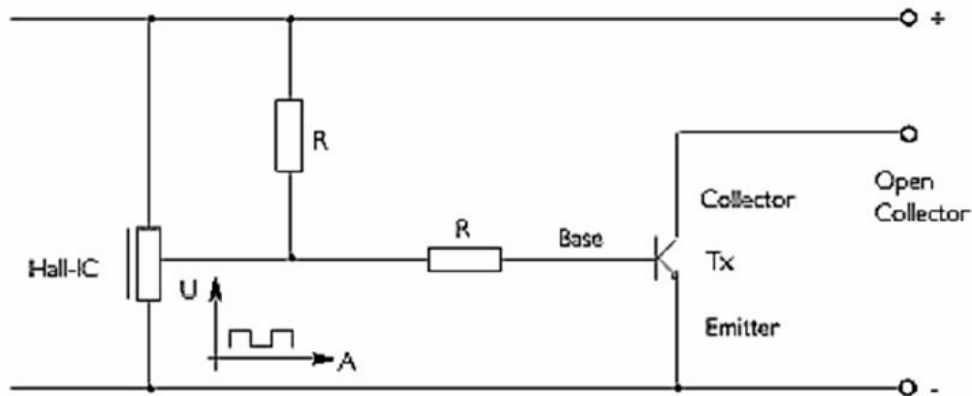 +
R
Open
Collector
Collector
R
Base
Hall-IC
Tx
U
Emitter
A
-